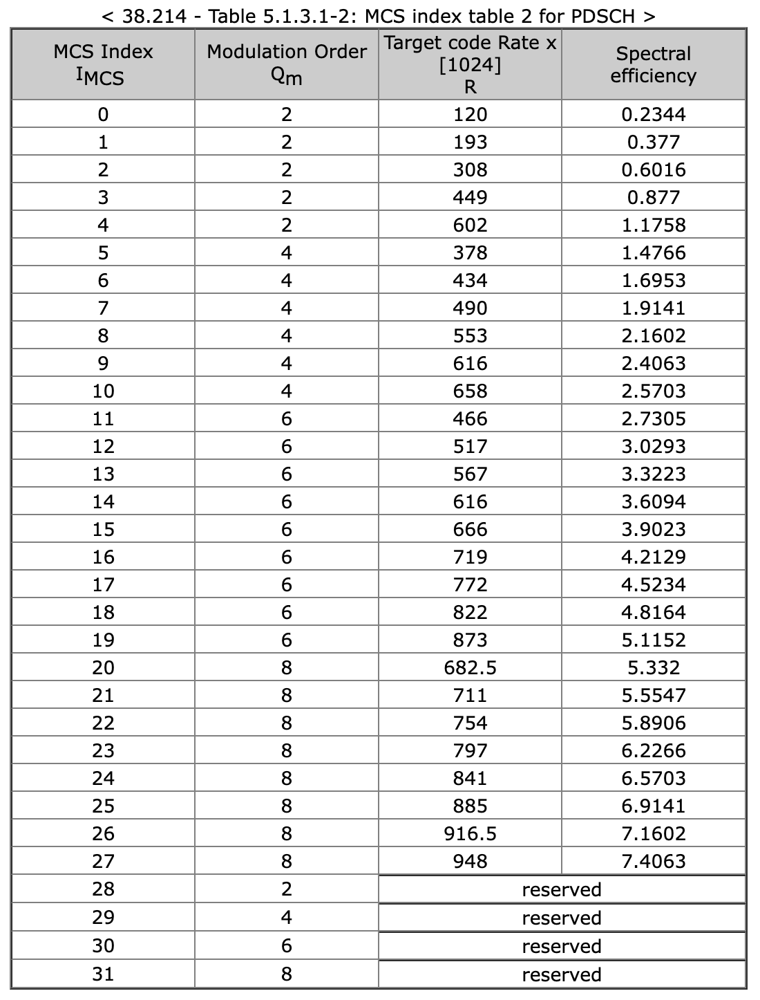 < 38.214 - Table 5.1.3.1-2: MCS index table 2 for PDSCH >
MCS Index
IMCS
Modulation Order
Qm
Target code Rate x
[1024]
R
Spectral
efficiency
0 2 120 0.2344
1 2 193 0.377
2 2 308 0.6016
3 2 449 0.877
4 2 602 1.1758
5 4 378 1.4766
6 4 434 1.6953
7 4 490 1.9141
8 4 553 2.1602
9 4 616 2.4063
10 4 658 2.5703
11 6 466 2.7305
12 6 517 3.0293
13 6 567 3.3223
14 6 616 3.6094
15 6 666 3.9023
16 6 719 4.2129
17 6 772 4.5234
18 6 822 4.8164
19 6 873 5.1152
20 8 682.5 5.332
21 8 711 5.5547
22 8 754 5.8906
23 8 797 6.2266
24 8 841 6.5703
25 8 885 6.9141
26 8 916.5 7.1602
27 8 948 7.4063
28 2 reserved
29 4 reserved
30 6 reserved
31 8 reserved